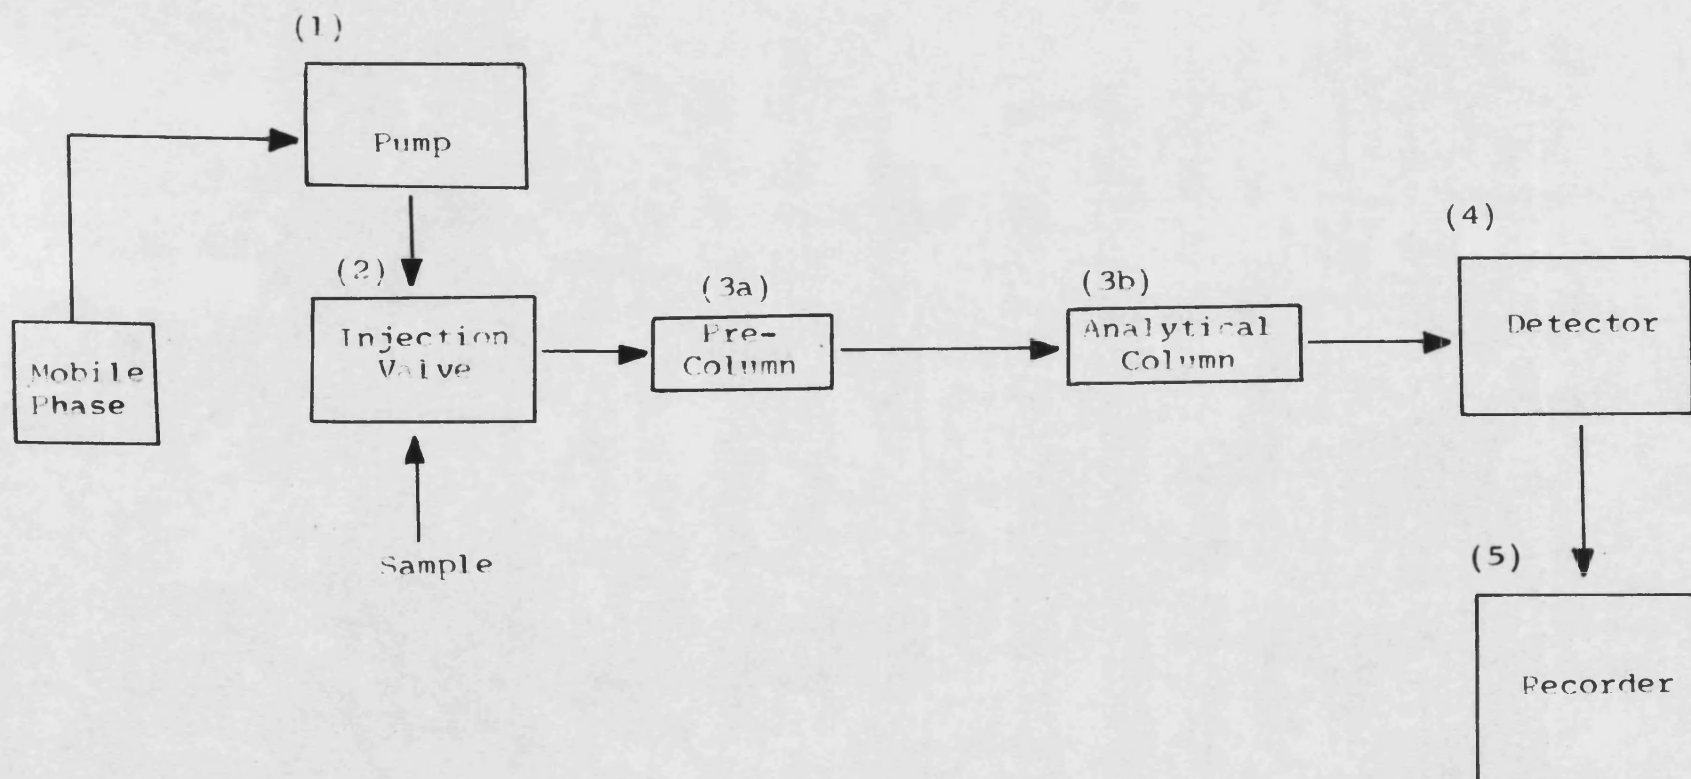 (1)
Pump
(2)
Injection
Valve
Mobile
Phase
Sample
(3a)
Pre-
Column
(3b)
Analytical
Column
(4)
Detector
(5)
Recorder